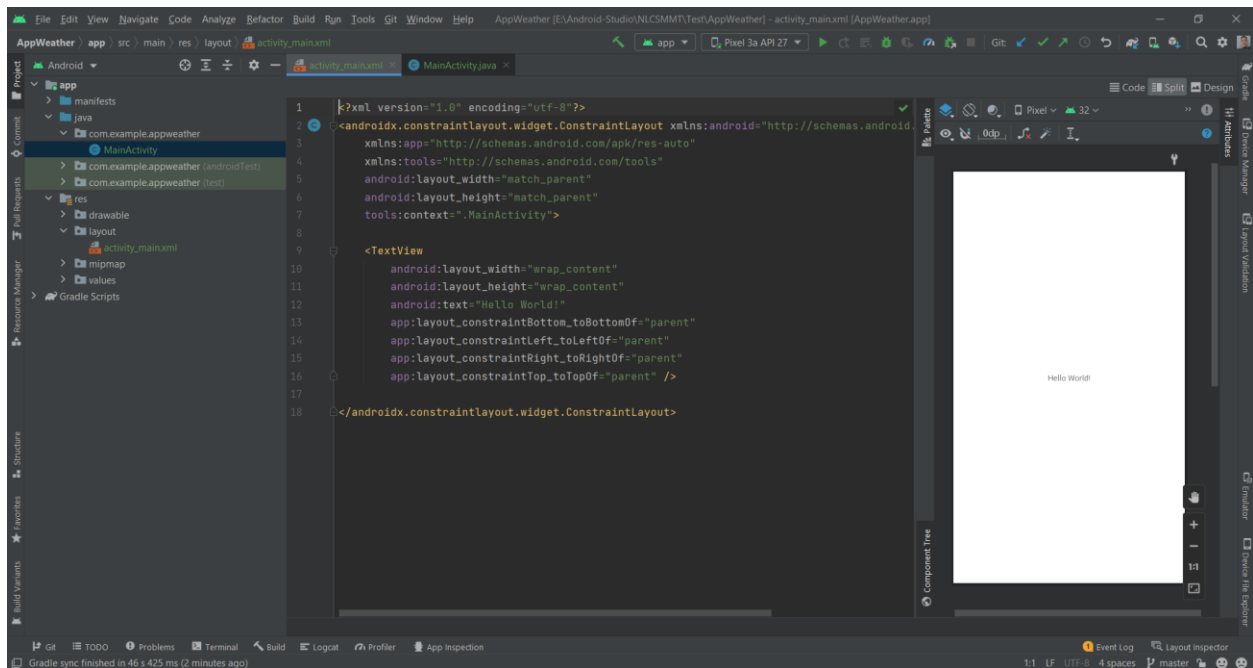 File Edit View Navigate Code Analyze Refactor Build Run Tools Git Window Help AppWeather [E:\Android-Studio\NLCSMMT\Test\AppWeather] - activity_main.xml [AppWeather.app]
AppWeather app src main res layout activity_main.xml app Pixel 3a API 27 Git:
Android activity_main.xml MainActivity.java
Code Split Design
Project
Commit
Pull Requests
Resource Manager
Structure
Favorites
Build Variants
app
manifests
java
com.example.appweather
MainActivity
com.example.appweather (androidTest)
com.example.appweather (test)
res
drawable
layout
activity_main.xml
mipmap
values
Gradle Scripts
1 <?xml version="1.0" encoding="utf-8"?>
2 <androidx.constraintlayout.widget.ConstraintLayout xmlns:android="http://schemas.android.
3 xmlns:app="http://schemas.android.com/apk/res-auto"
4 xmlns:tools="http://schemas.android.com/tools"
5 android:layout_width="match_parent"
6 android:layout_height="match_parent"
7 tools:context=".MainActivity">
8
9 <TextView
10 android:layout_width="wrap_content"
11 android:layout_height="wrap_content"
12 android:text="Hello World!"
13 app:layout_constraintBottom_toBottomOf="parent"
14 app:layout_constraintLeft_toLeftOf="parent"
15 app:layout_constraintRight_toRightOf="parent"
16 app:layout_constraintTop_toTopOf="parent" />
17
18 </androidx.constraintlayout.widget.ConstraintLayout>
Palette
Component Tree
Pixel 32
0dp
Hello World!
1:1
Gradle
Attributes
Device Manager
Layout Validation
Emulator
Device File Explorer
Git TODO Problems Terminal Build Logcat Profiler App Inspection 1 Event Log Layout Inspector
Gradle sync finished in 46 s 425 ms (2 minutes ago) 1:1 LF UTF-8 4 spaces master